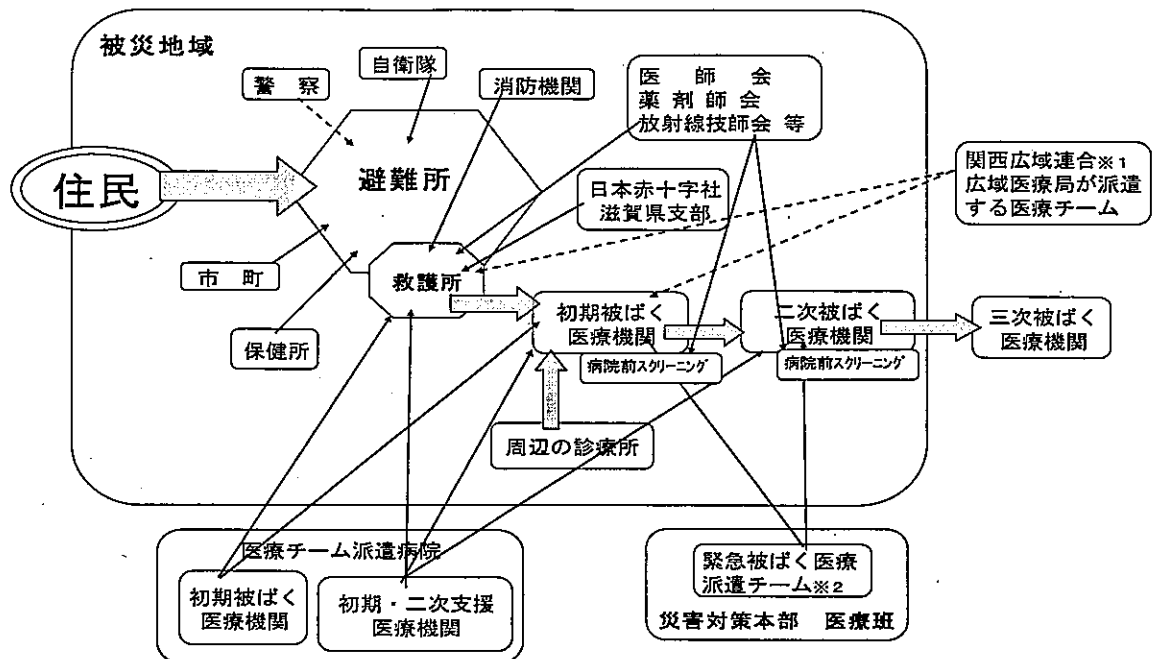 被災地域
自衛隊
警察
消防機関
医師会
薬剤師会
放射線技師会 等
住民
避難所
関西広域連合※1
広域医療局が派遣
する医療チーム
日本赤十字社
滋賀県支部
市町
救護所
保健所
初期被ばく
医療機関
病院前スクリーニング
二次被ばく
医療機関
病院前スクリーニング
三次被ばく
医療機関
周辺の診療所
医療チーム派遣病院
初期被ばく
医療機関
初期・二次支援
医療機関
緊急被ばく医療
派遣チーム※2
災害対策本部 医療班